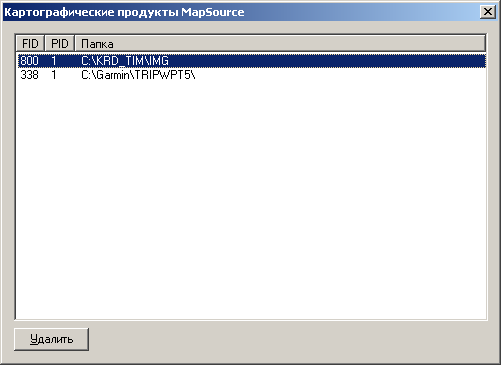 Картографические продукты MapSource
FID PID Папка
800 1 C:\KRD_TIM\IMG
338 1 C:\Garmin\TRIPWPT5\
Удалить